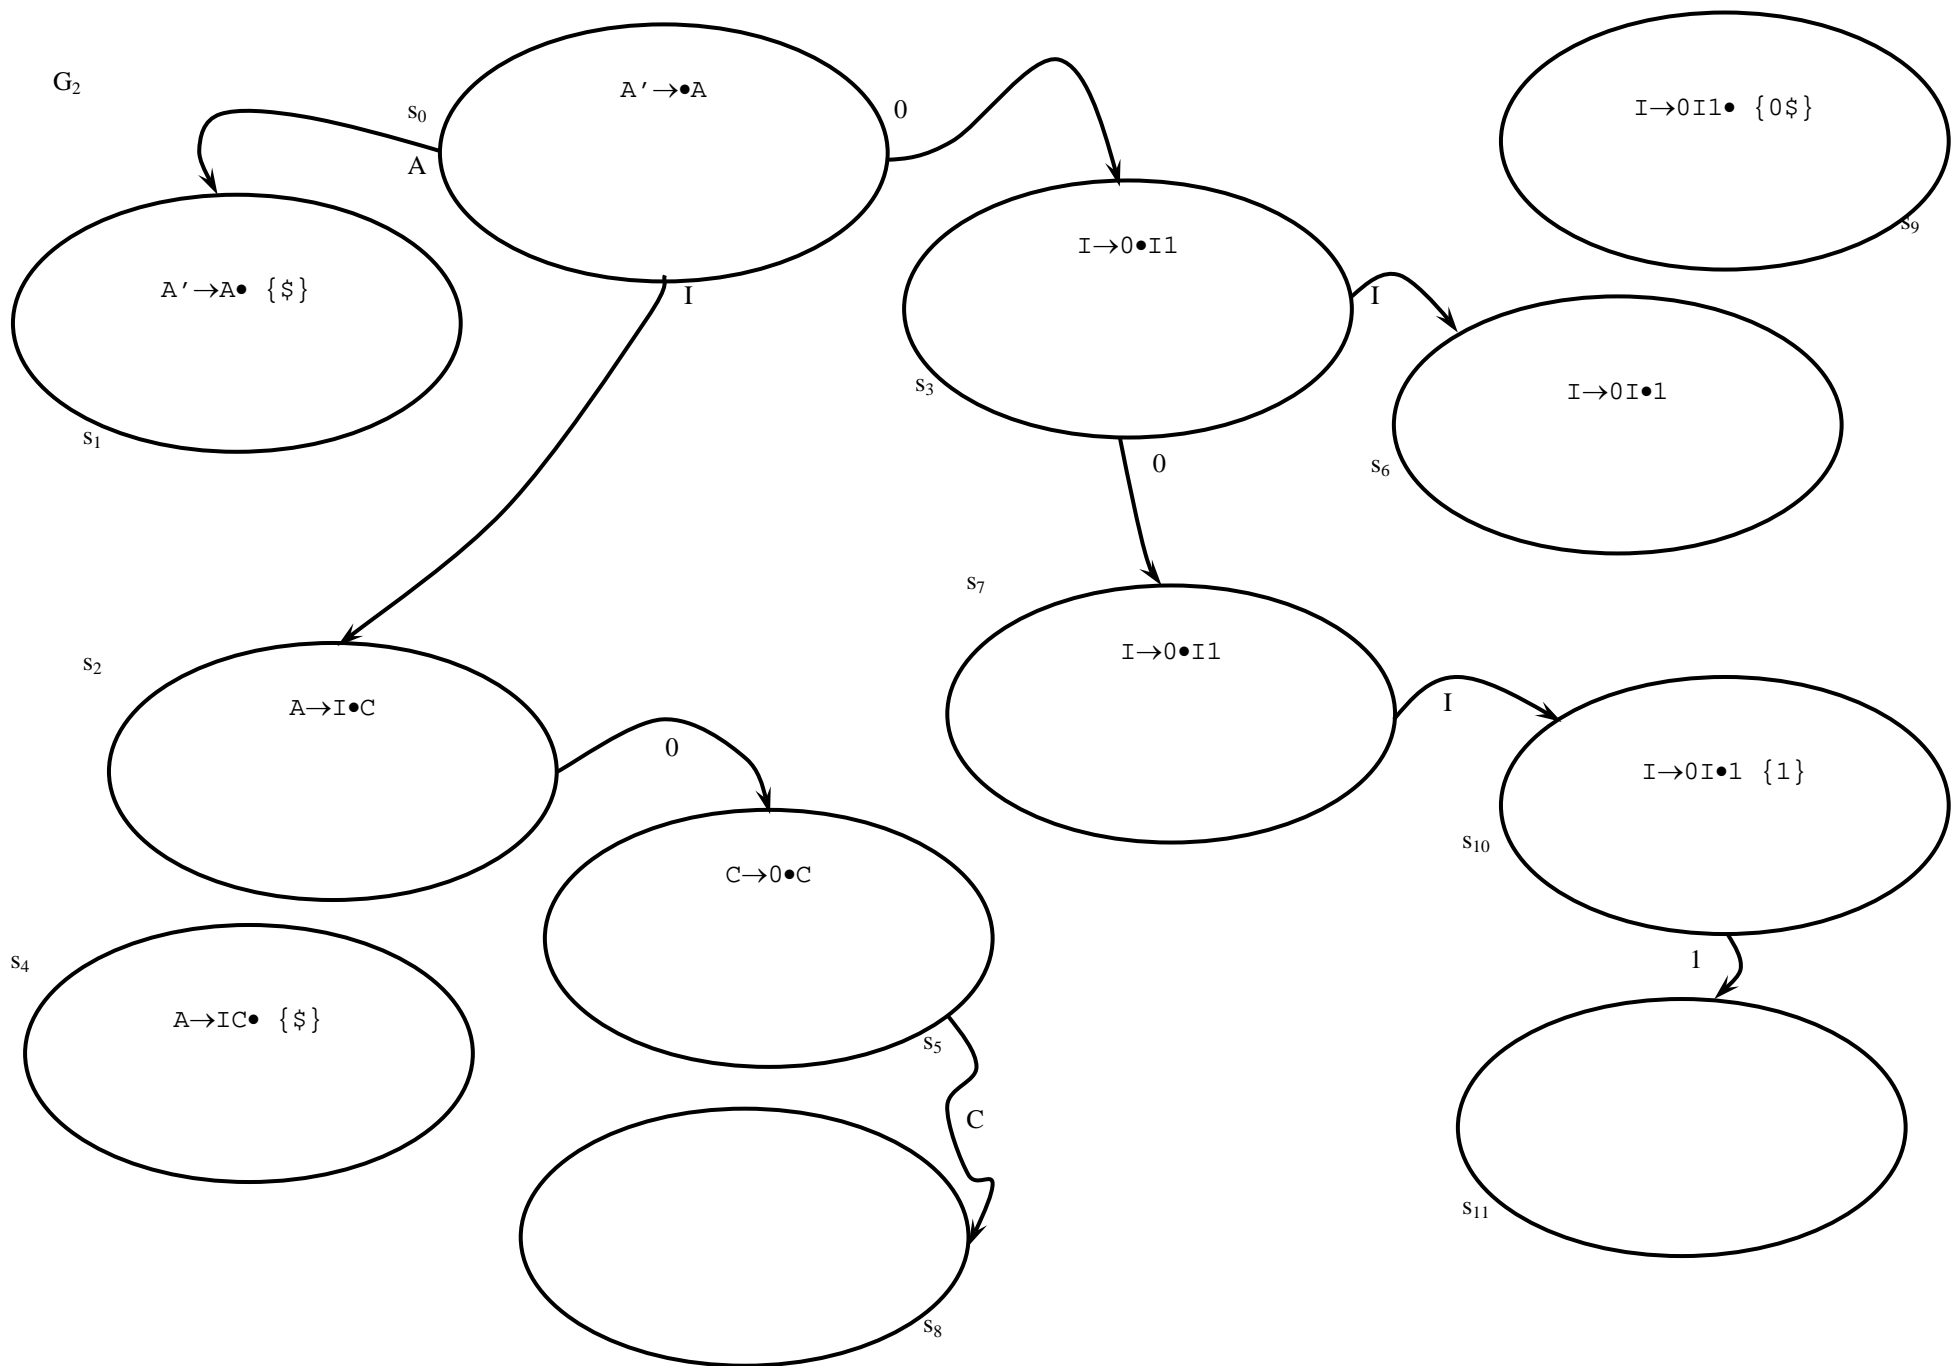 G₂
s₀
A′→•A
0
I→0I1• {0$}
s₉
A
A′→A• {$}
s₁
I
I→0•I1
s₃
I
I→0I•1
s₆
0
s₇
I→0•I1
s₂
A→I•C
0
I
I→0I•1 {1}
s₁₀
C→0•C
s₅
1
s₄
A→IC• {$}
C
s₁₁
s₈